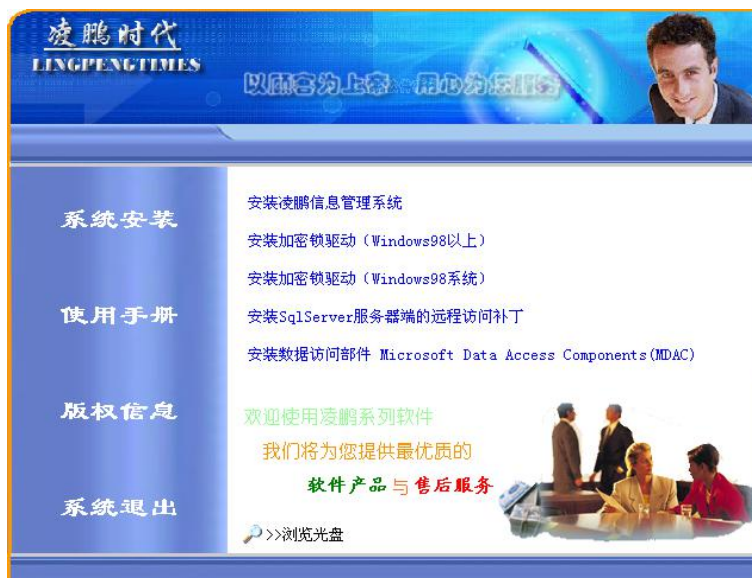 凌鹏时代
LINGPENGTIMES
以顾客为上帝 用心为您服务
系统安装
使用手册
版权信息
系统退出
安装凌鹏信息管理系统
安装加密锁驱动（Windows98以上）
安装加密锁驱动（Windows98系统）
安装SqlServer服务器端的远程访问补丁
安装数据访问部件 Microsoft Data Access Components(MDAC)
欢迎使用凌鹏系列软件
我们将为您提供最优质的
软件产品与售后服务
>>浏览光盘